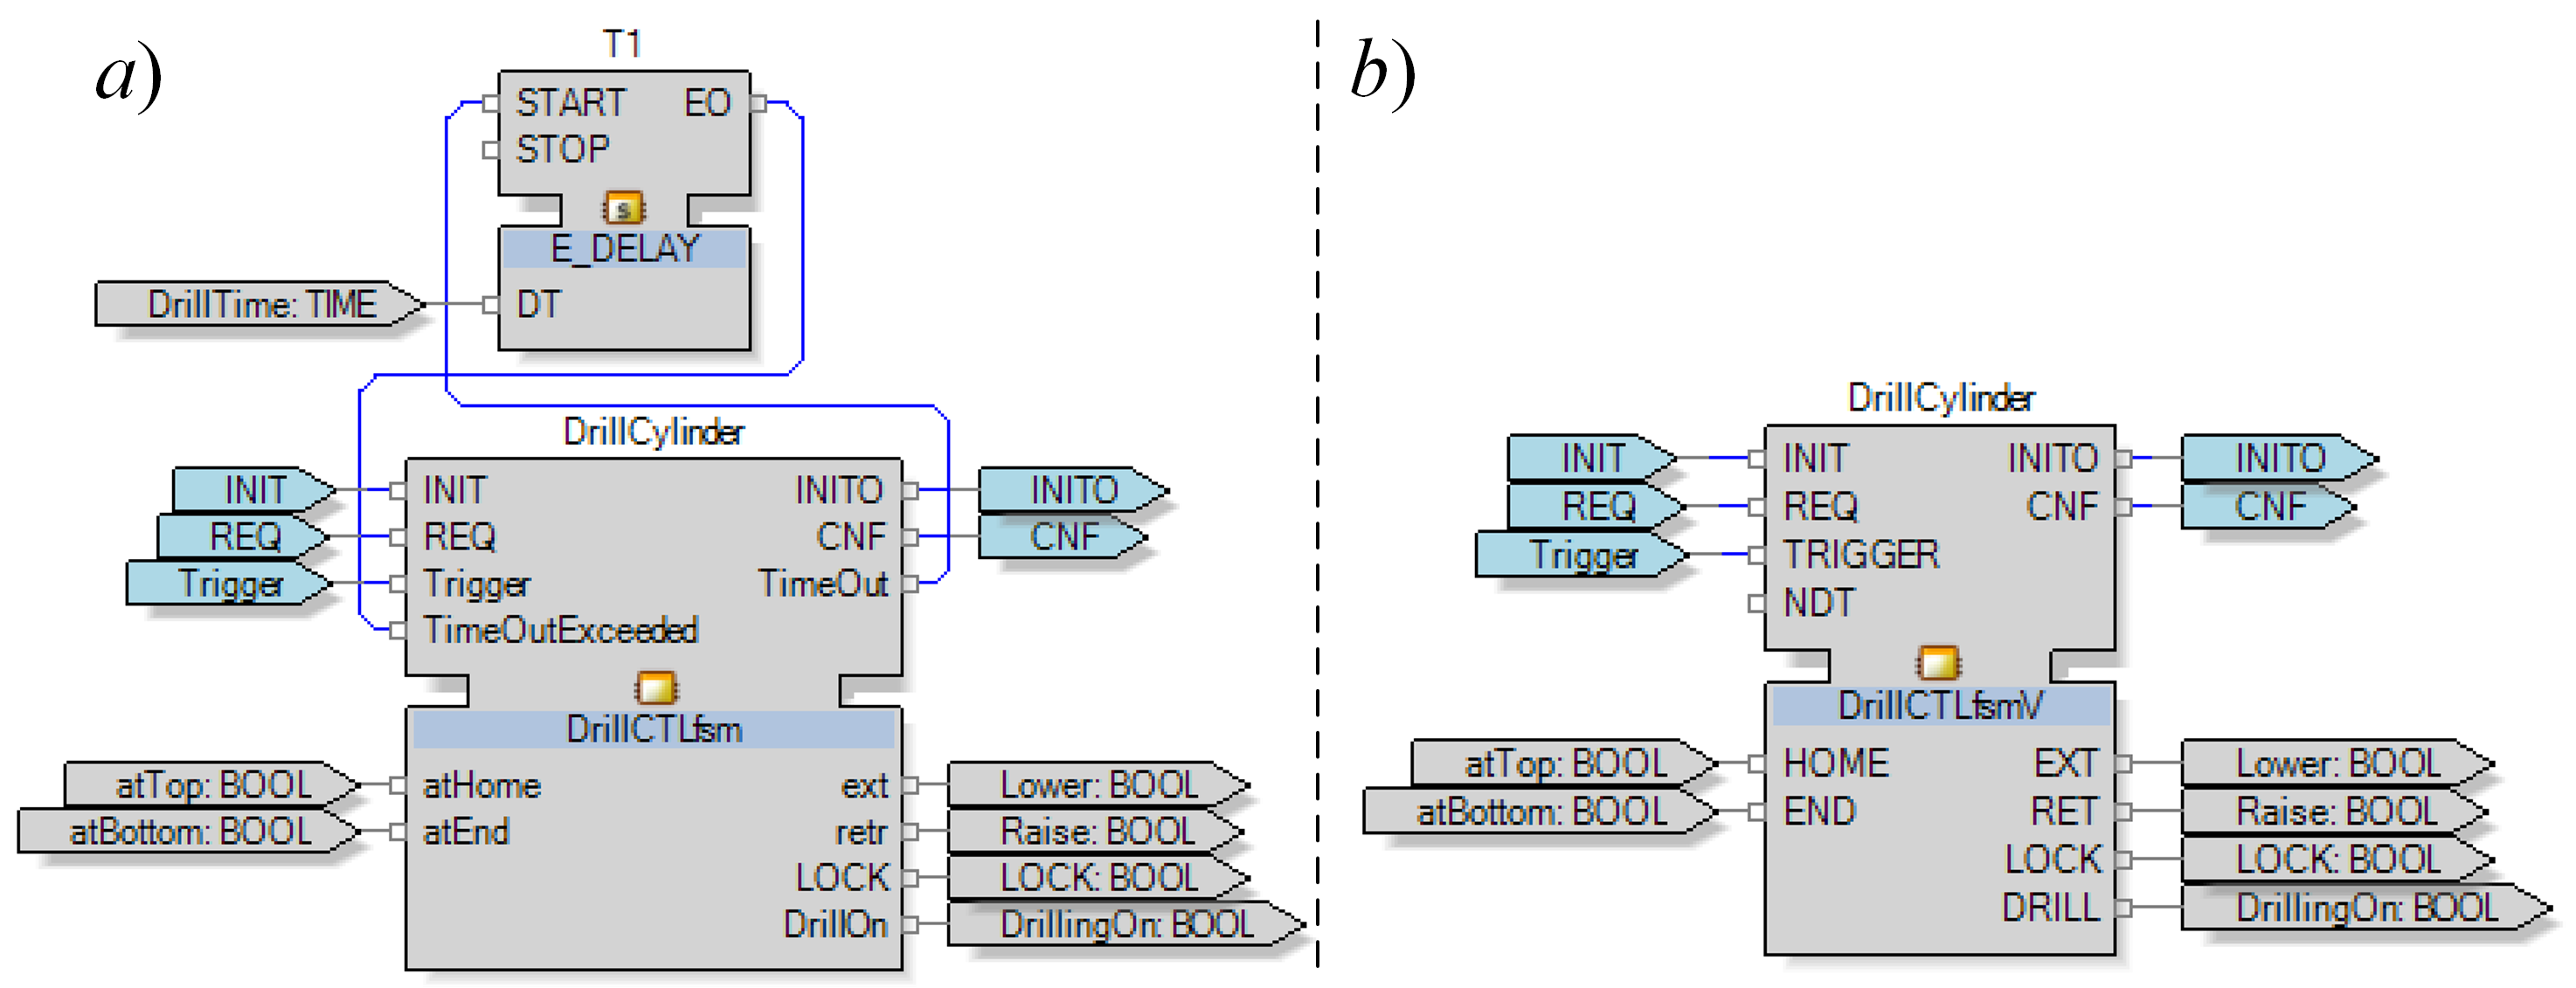 a)
T1
START EO
STOP
s
E_DELAY
DrillTime: TIME
DT
DrillCylinder
INIT INIT INITO INITO
REQ REQ CNF CNF
Trigger Trigger TimeOut
TimeOutExceeded
DrillCTLfsm
atTop: BOOL atHome ext Lower: BOOL
atBottom: BOOL atEnd retr Raise: BOOL
LOCK LOCK: BOOL
DrillOn DrillingOn: BOOL
b)
DrillCylinder
INIT INIT INITO INITO
REQ REQ CNF CNF
Trigger TRIGGER
NDT
DrillCTLfsmV
atTop: BOOL HOME EXT Lower: BOOL
atBottom: BOOL END RET Raise: BOOL
LOCK LOCK: BOOL
DRILL DrillingOn: BOOL